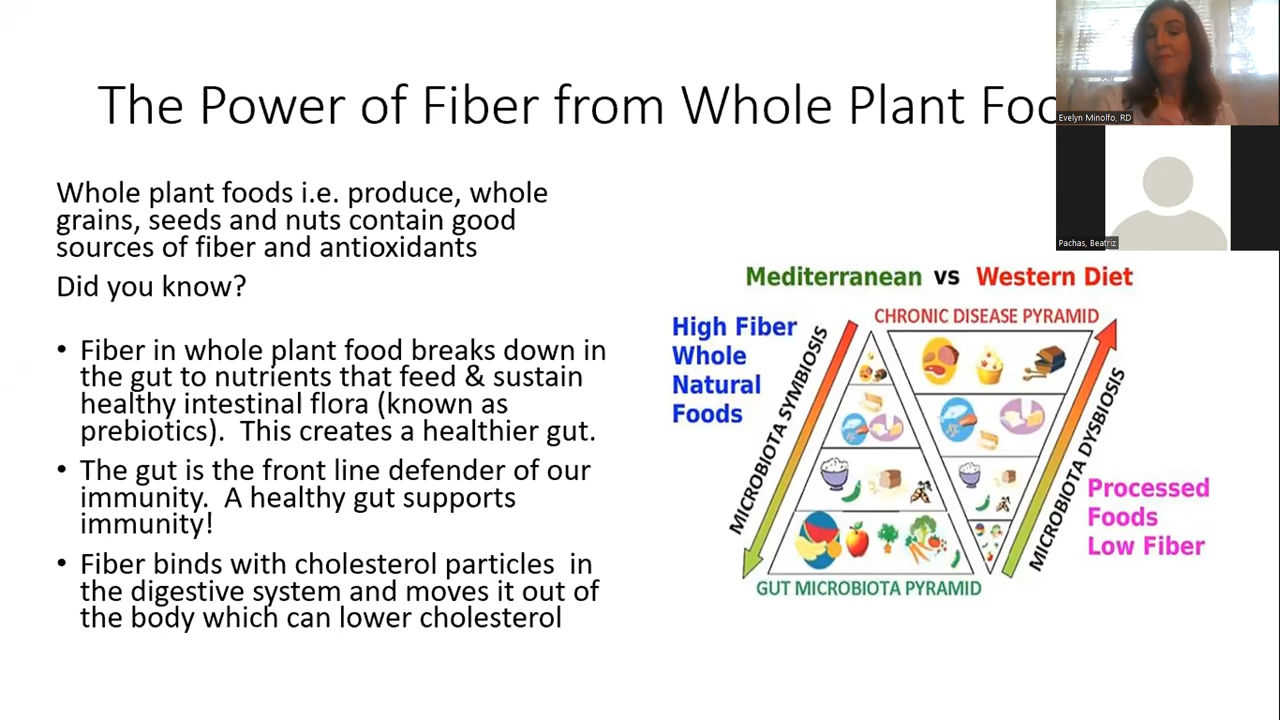 The Power of Fiber from Whole Plant Foo
Evelyn Minolfo, RD
Pachas, Beatriz
Whole plant foods i.e. produce, whole
grains, seeds and nuts contain good
sources of fiber and antioxidants
Did you know?
• Fiber in whole plant food breaks down in
the gut to nutrients that feed & sustain
healthy intestinal flora (known as
prebiotics).  This creates a healthier gut.
• The gut is the front line defender of our
immunity.  A healthy gut supports
immunity!
• Fiber binds with cholesterol particles  in
the digestive system and moves it out of
the body which can lower cholesterol
Mediterranean vs Western Diet
High Fiber
Whole
Natural
Foods
CHRONIC DISEASE PYRAMID
MICROBIOTA SYMBIOSIS
MICROBIOTA DYSBIOSIS
Processed
Foods
Low Fiber
GUT MICROBIOTA PYRAMID